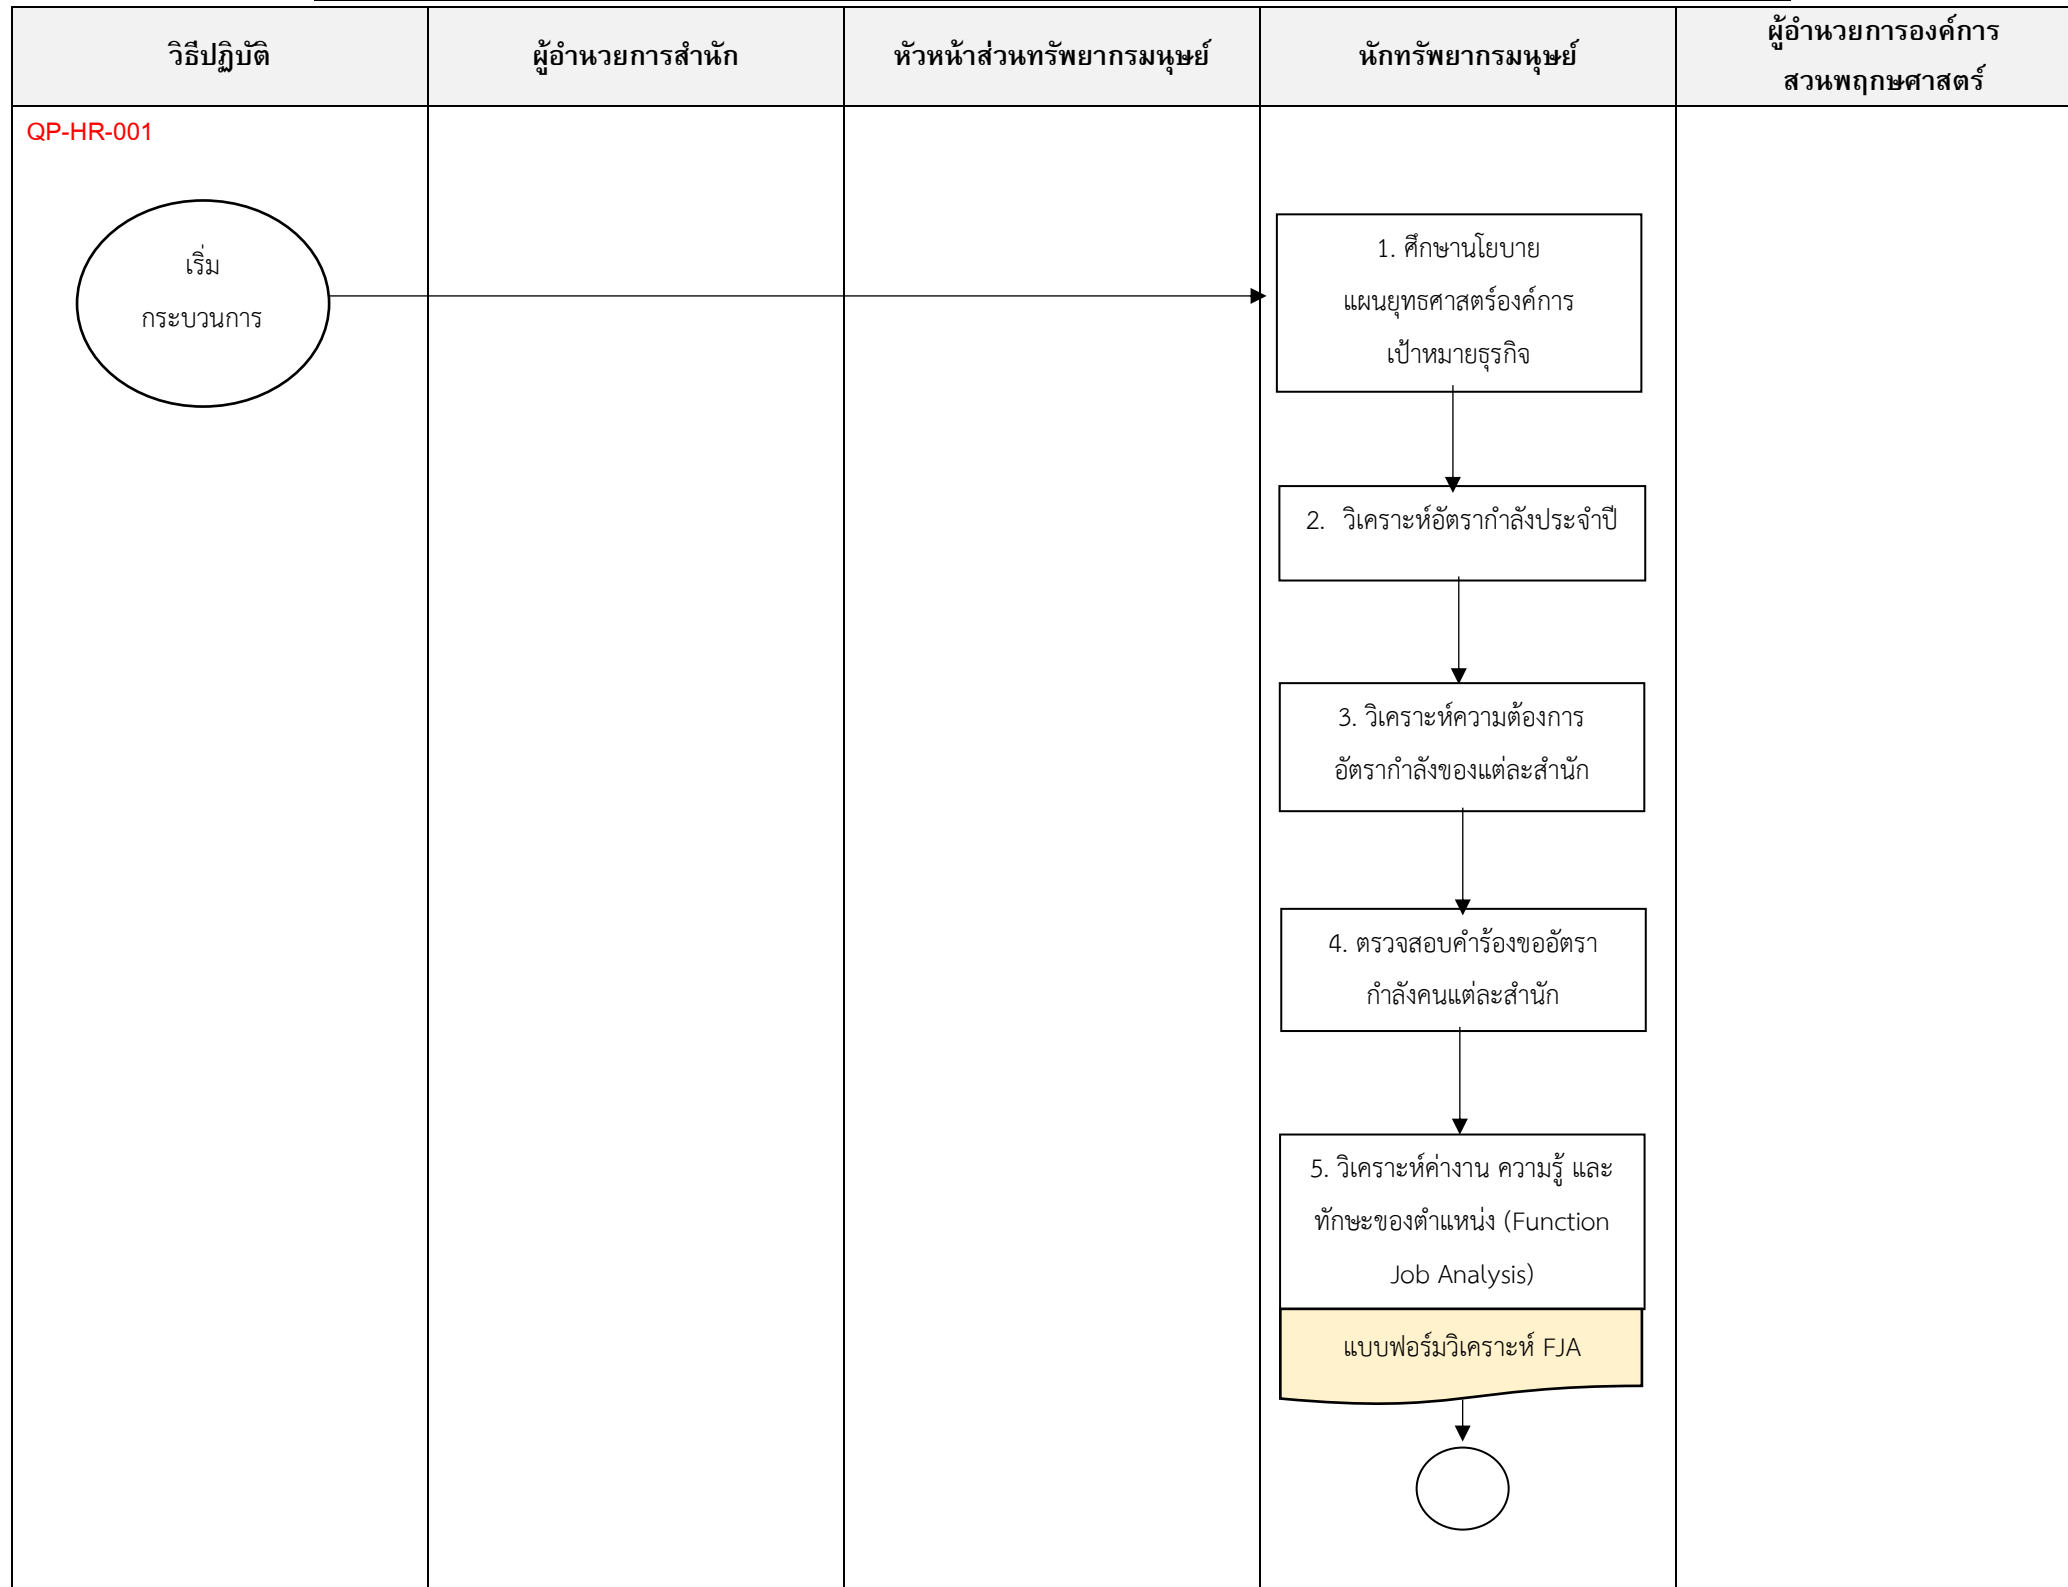 วิธีปฏิบัติ
ผู้อำนวยการสำนัก
หัวหน้าส่วนทรัพยากรมนุษย์
นักทรัพยากรมนุษย์
ผู้อำนวยการองค์การ
สวนพฤกษศาสตร์
QP-HR-001
เริ่ม
กระบวนการ
1. ศึกษานโยบาย
แผนยุทธศาสตร์องค์การ
เป้าหมายธุรกิจ
2. วิเคราะห์อัตรากำลังประจำปี
3. วิเคราะห์ความต้องการ
อัตรากำลังของแต่ละสำนัก
4. ตรวจสอบคำร้องขออัตรา
กำลังคนแต่ละสำนัก
5. วิเคราะห์ค่างาน ความรู้ และ
ทักษะของตำแหน่ง (Function
Job Analysis)
แบบฟอร์มวิเคราะห์ FJA